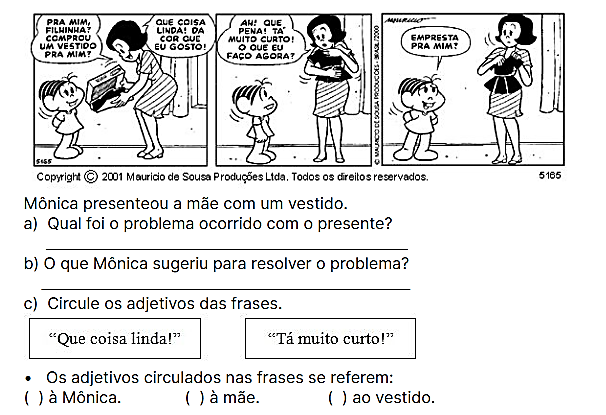 PRA MIM,
FILHINHA?
COMPROU
UM VESTIDO
PRA MIM?
QUE COISA
LINDA! DA
COR QUE
EU GOSTO!
AH! QUE
PENA! TÁ
MUITO CURTO!
O QUE EU
FAÇO AGORA?
EMPRESTA
PRA MIM?
MAURICIO
© MAURICIO DE SOUSA PRODUÇÕES - BRASIL/2000
5165
Copyright © 2001 Mauricio de Sousa Produções Ltda. Todos os direitos reservados.
5165
Mônica presenteou a mãe com um vestido.
a) Qual foi o problema ocorrido com o presente?
b) O que Mônica sugeriu para resolver o problema?
c) Circule os adjetivos das frases.
“Que coisa linda!”
“Tá muito curto!”
• Os adjetivos circulados nas frases se referem:
( ) à Mônica. ( ) à mãe. ( ) ao vestido.